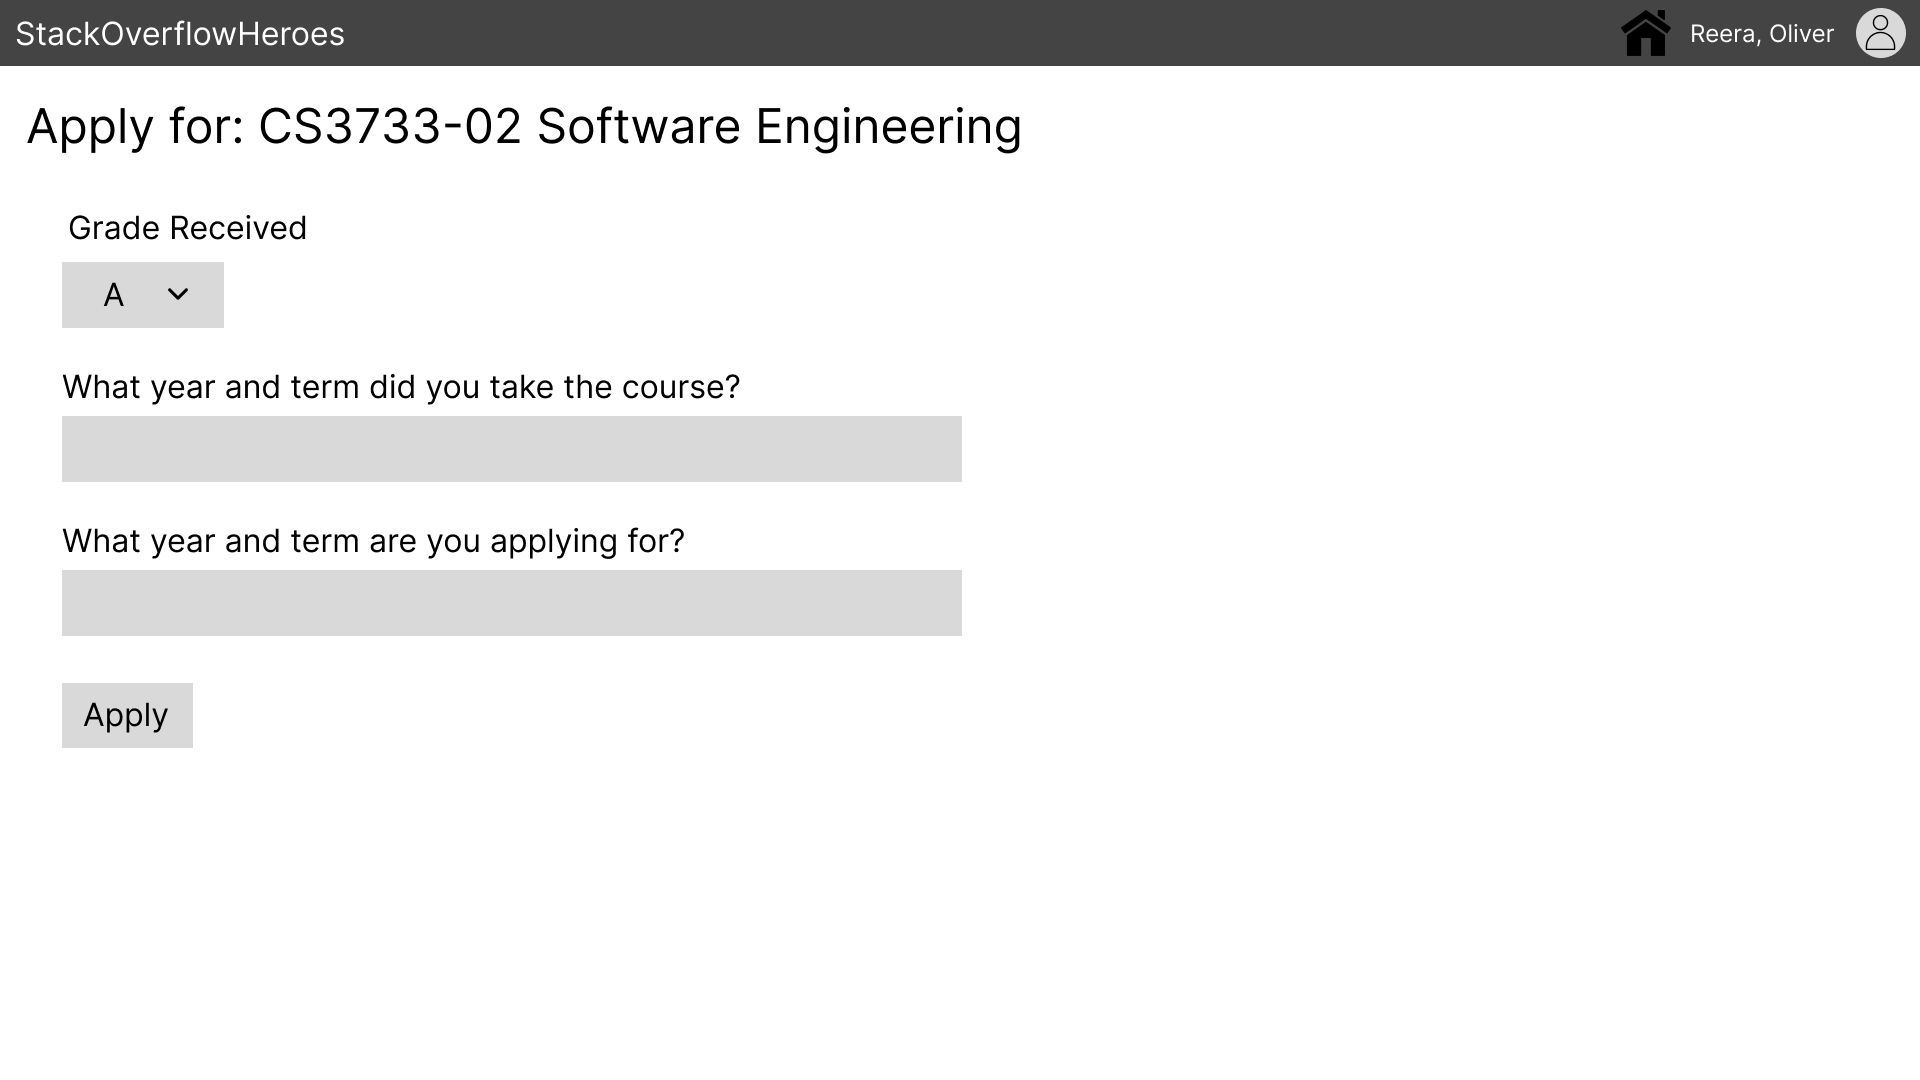 StackOverflowHeroes
Reera, Oliver
Apply for: CS3733-02 Software Engineering
Grade Received
A
What year and term did you take the course?
What year and term are you applying for?
Apply